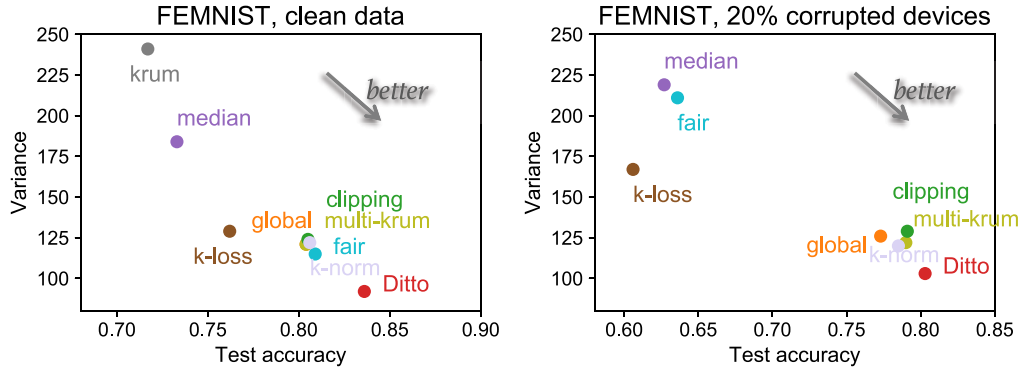 FEMNIST, clean data
250
225
200
175
150
125
100
Variance
krum
median
better
clipping
global
multi-krum
fair
k-loss
k-norm
Ditto
0.70
0.75
0.80
0.85
0.90
Test accuracy
FEMNIST, 20% corrupted devices
250
225
200
175
150
125
100
Variance
median
better
fair
k-loss
clipping
multi-krum
global
k-norm
Ditto
0.60
0.65
0.70
0.75
0.80
0.85
Test accuracy